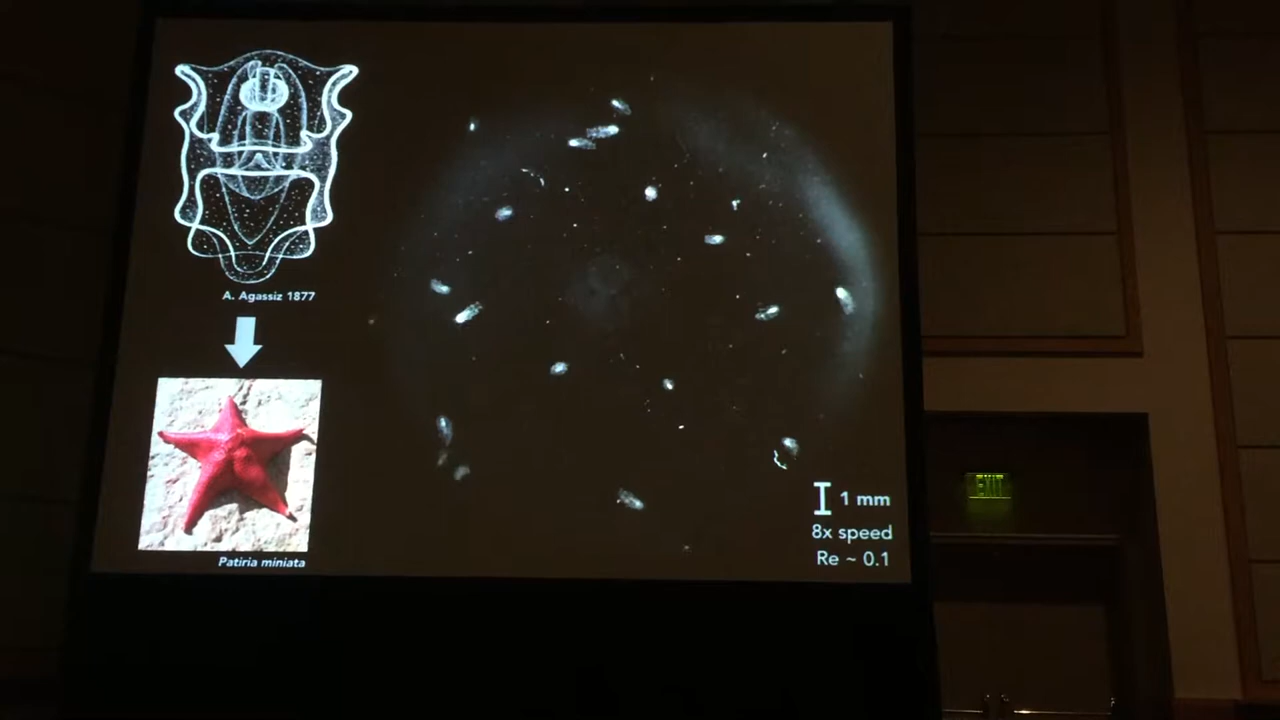 A. Agassiz 1877
Patiria miniata
1 mm
8x speed
Re ~ 0.1
EXIT